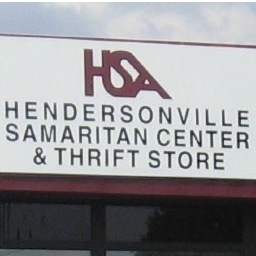 HSA
HENDERSONVILLE
SAMARITAN CENTER
& THRIFT STORE